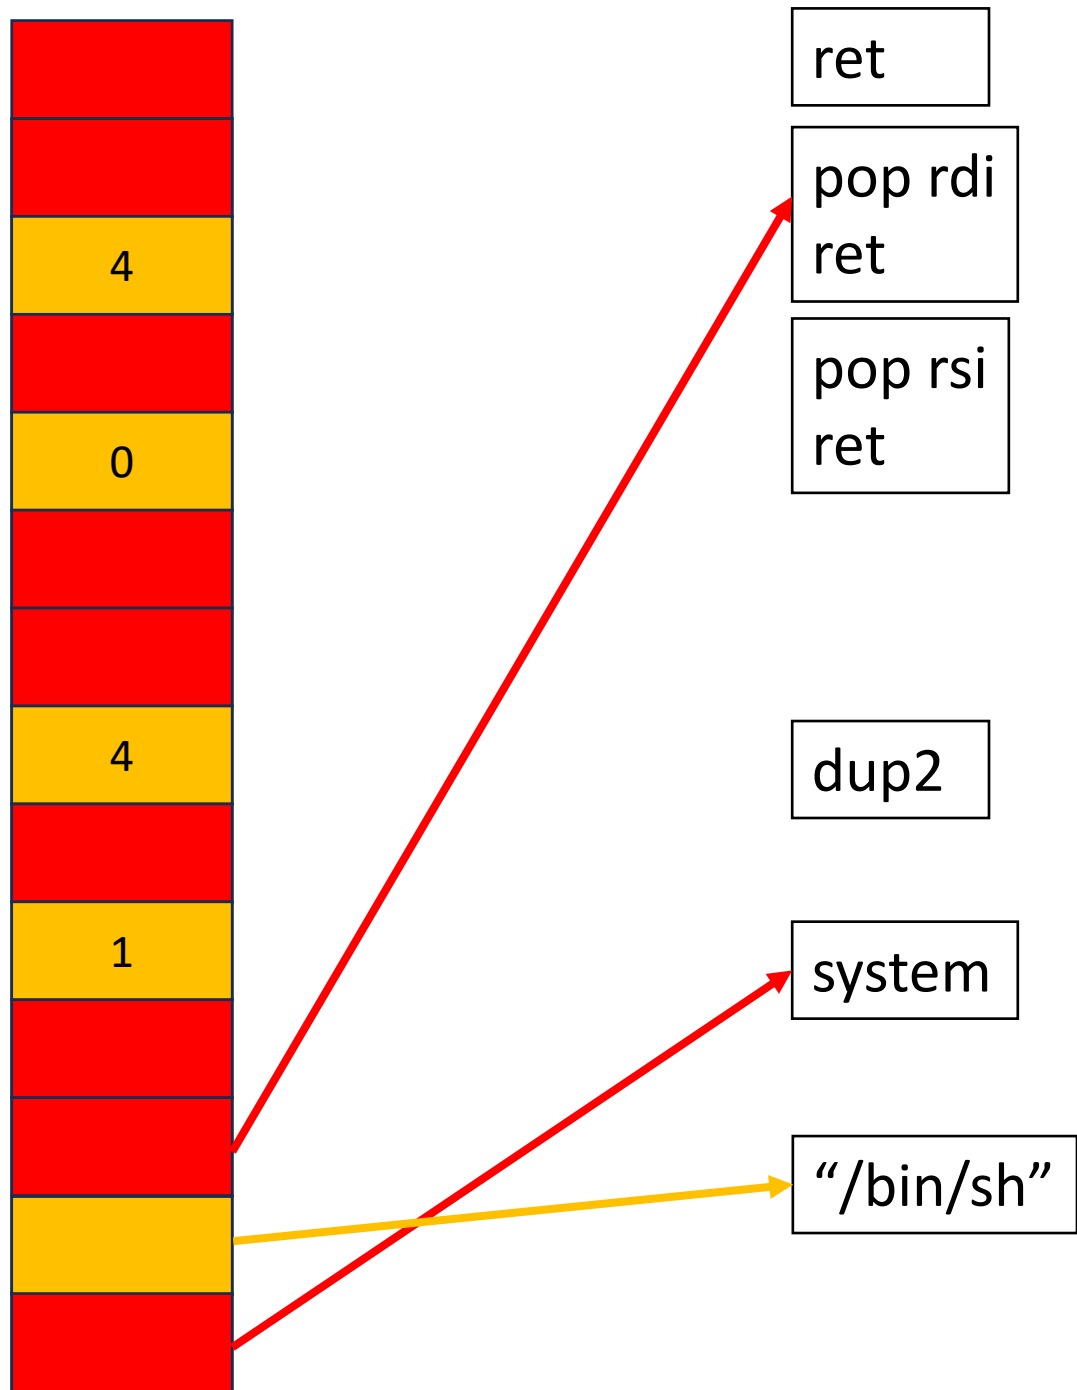 4
0
4
1
ret
pop rdi
ret
pop rsi
ret
dup2
system
“/bin/sh”